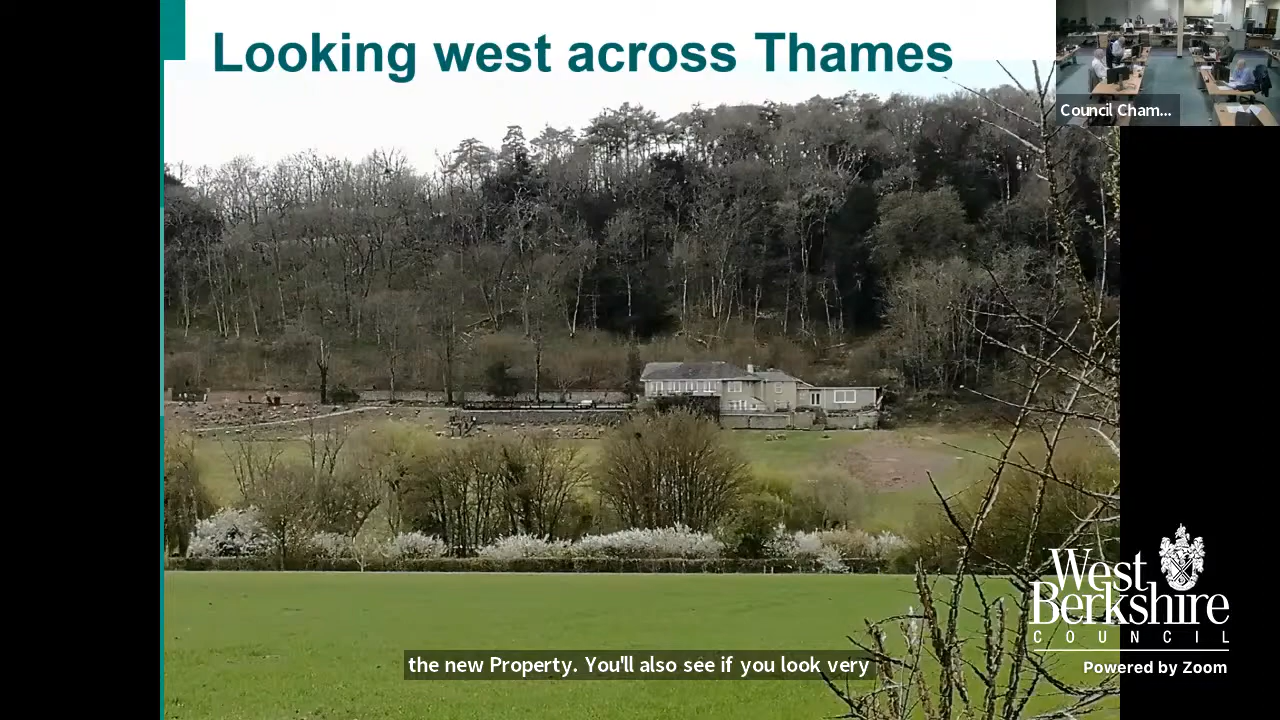 Looking west across Thames
Council Cham...
West
Berkshire
COUNCIL
Powered by Zoom
the new Property. You'll also see if you look very